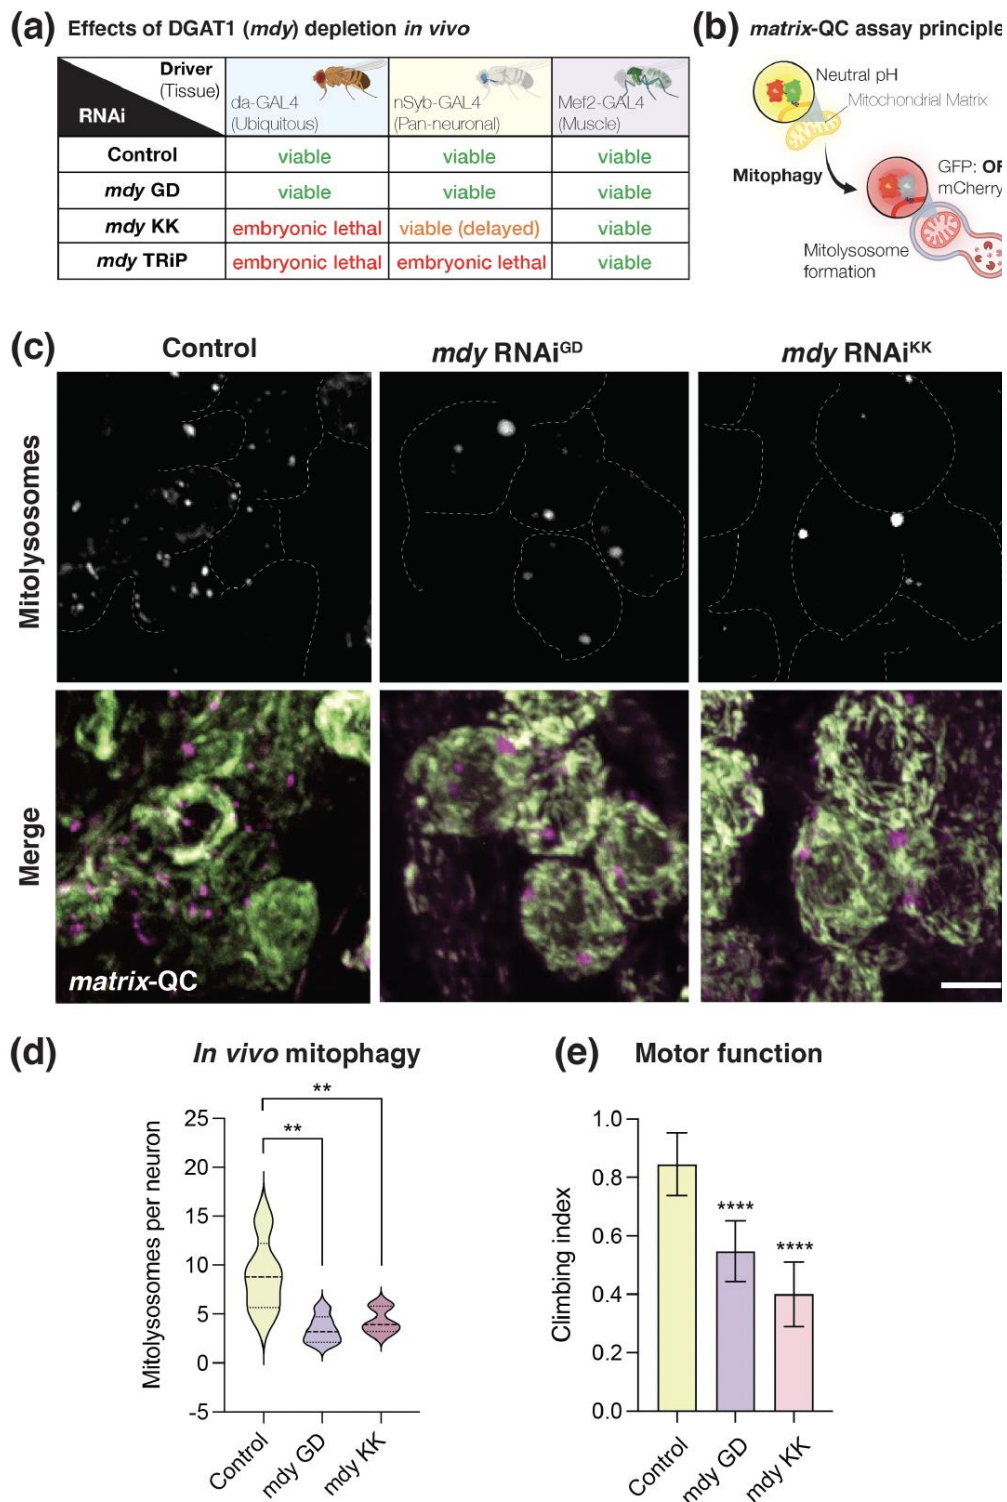 (a) Effects of DGAT1 (mdy) depletion in vivo
Driver
(Tissue)
RNAi
da-GAL4
(Ubiquitous)
nSyb-GAL4
(Pan-neuronal)
Mef2-GAL4
(Muscle)
Control viable viable viable
mdy GD viable viable viable
mdy KK embryonic lethal viable (delayed) viable
mdy TRiP embryonic lethal embryonic lethal viable
(b) matrix-QC assay principle
Neutral pH
Mitochondrial Matrix
Mitophagy
GFP: OF
mCherry
Mitolysosome
formation
(c) Control mdy RNAiGD mdy RNAiKK
Mitolysosomes
Merge
matrix-QC
(d) In vivo mitophagy
Mitolysosomes per neuron
25
20
15
10
5
0
-5
**
**
Control mdy GD mdy KK
(e) Motor function
Climbing index
1.0
0.8
0.6
0.4
0.2
0.0
****
****
Control mdy GD mdy KK